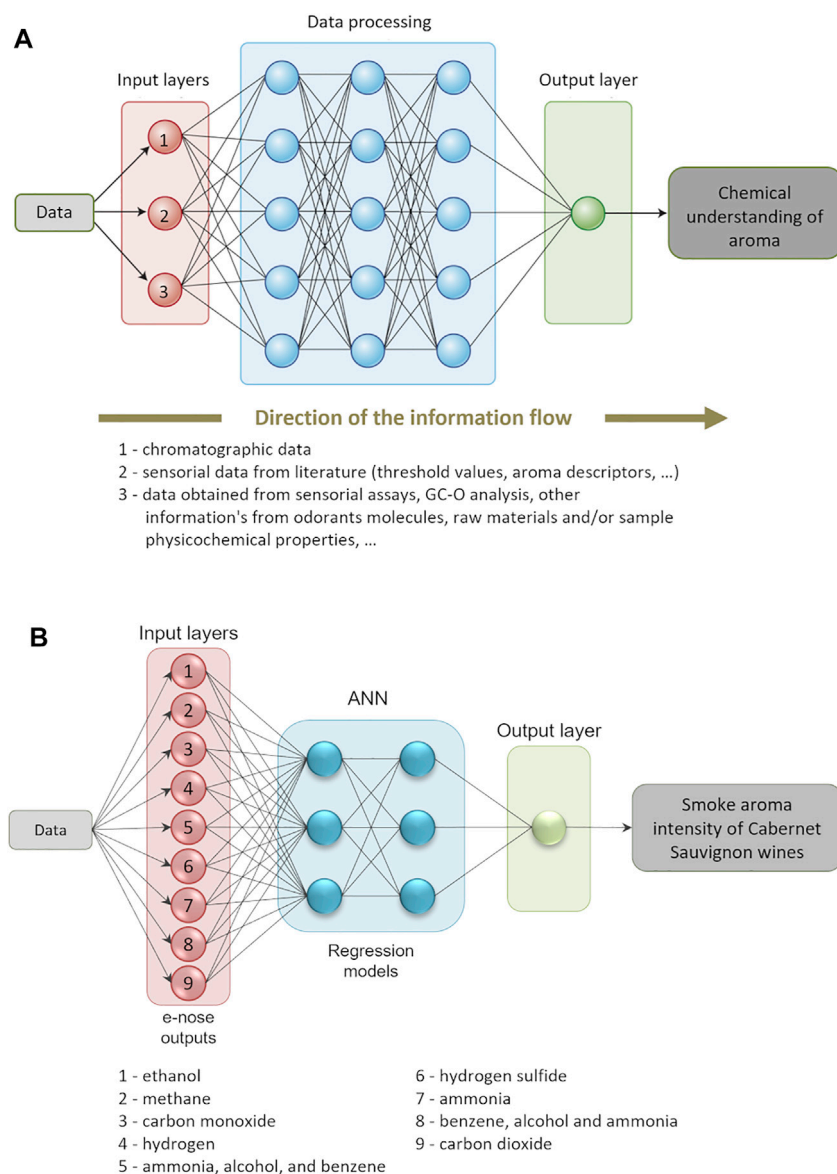 A
Data processing
Input layers
Output layer
1
2
3
Data
Chemical
understanding of
aroma
Direction of the information flow
1 - chromatographic data
2 - sensorial data from literature (threshold values, aroma descriptors, ...)
3 - data obtained from sensorial assays, GC-O analysis, other
information's from odorants molecules, raw materials and/or sample
physicochemical properties, ...
B
Input layers
1
2
3
4
5
6
7
8
9
ANN
Output layer
Data
Smoke aroma
intensity of Cabernet
Sauvignon wines
Regression
models
e-nose
outputs
1 - ethanol
2 - methane
3 - carbon monoxide
4 - hydrogen
5 - ammonia, alcohol, and benzene
6 - hydrogen sulfide
7 - ammonia
8 - benzene, alcohol and ammonia
9 - carbon dioxide